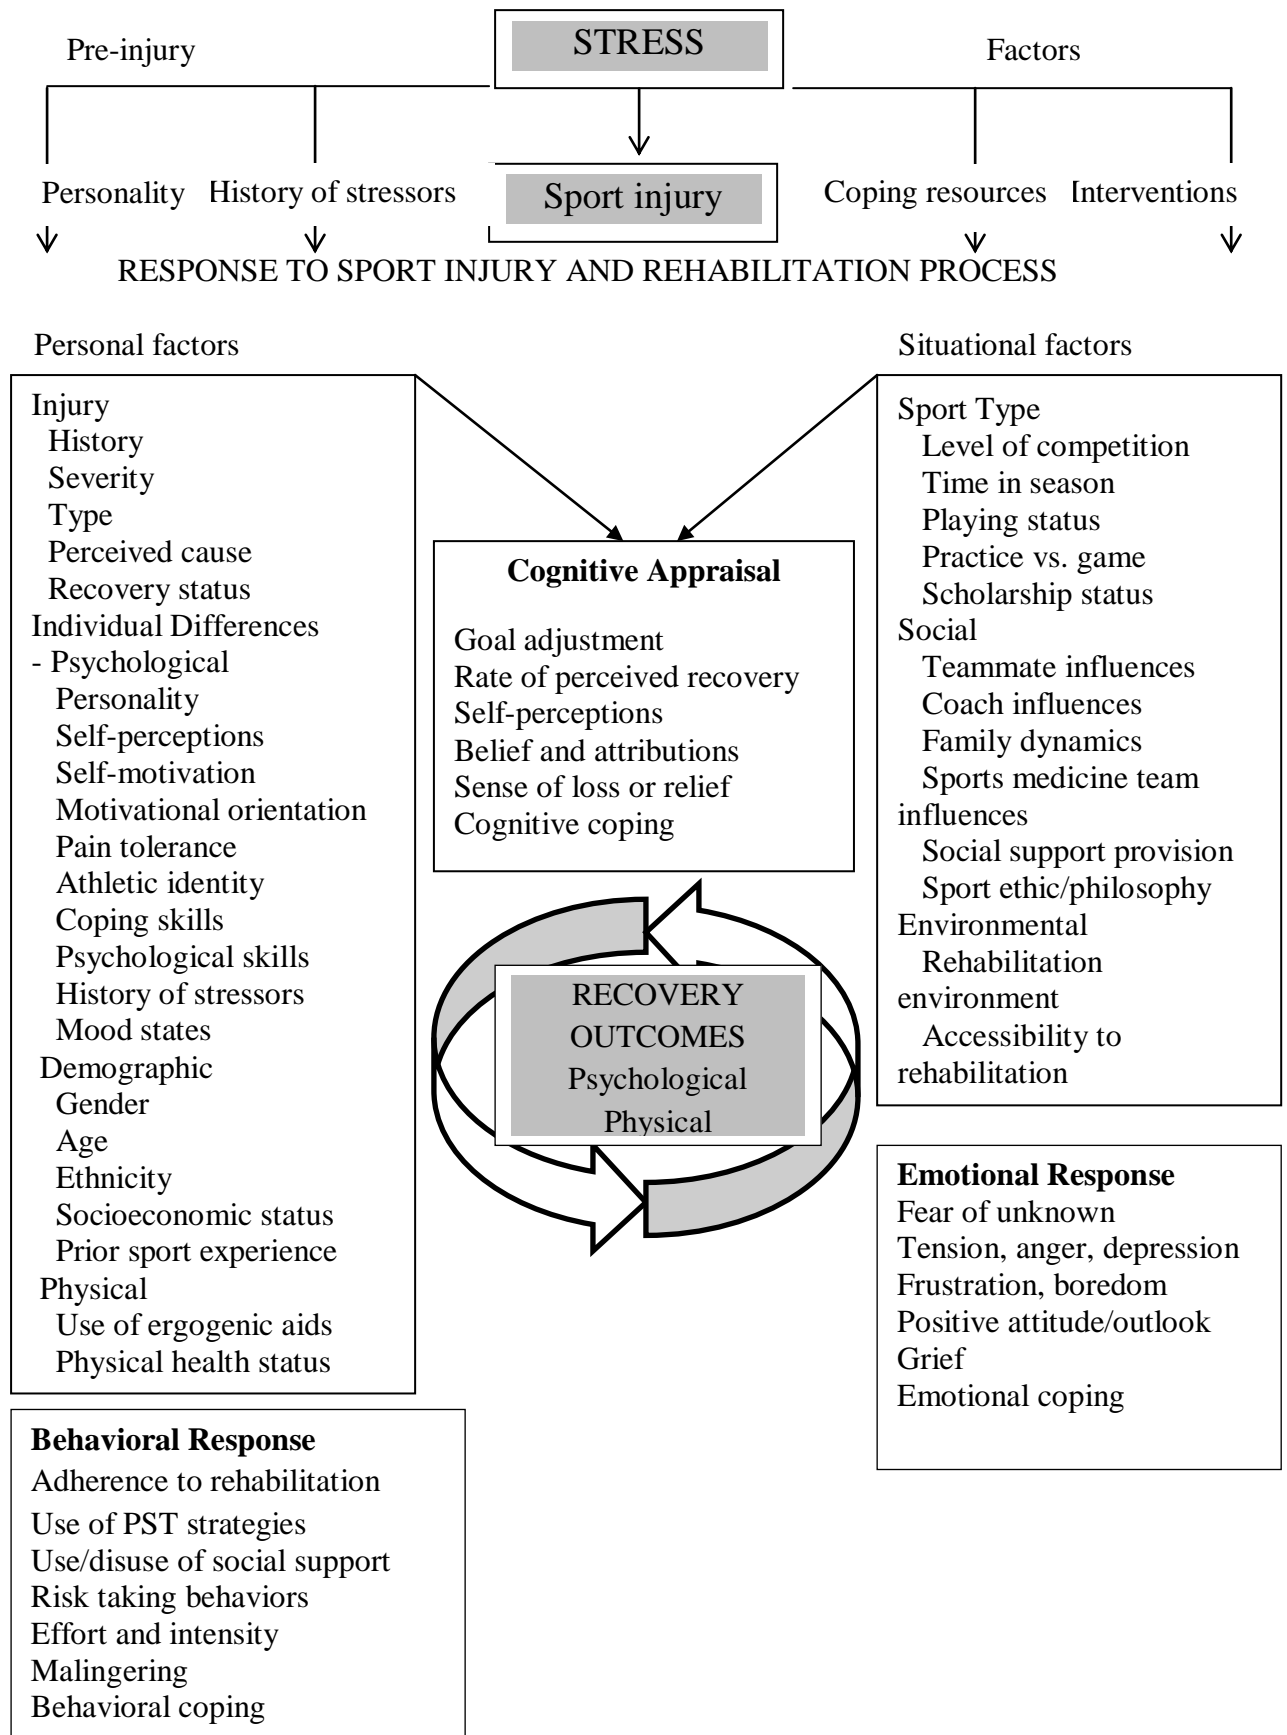 Pre-injury
STRESS
Factors
Personality
History of stressors
Sport injury
Coping resources
Interventions
RESPONSE TO SPORT INJURY AND REHABILITATION PROCESS
Personal factors
Situational factors
Injury
History
Severity
Type
Perceived cause
Recovery status
Individual Differences
- Psychological
Personality
Self-perceptions
Self-motivation
Motivational orientation
Pain tolerance
Athletic identity
Coping skills
Psychological skills
History of stressors
Mood states
Demographic
Gender
Age
Ethnicity
Socioeconomic status
Prior sport experience
Physical
Use of ergogenic aids
Physical health status
Cognitive Appraisal
Goal adjustment
Rate of perceived recovery
Self-perceptions
Belief and attributions
Sense of loss or relief
Cognitive coping
Sport Type
Level of competition
Time in season
Playing status
Practice vs. game
Scholarship status
Social
Teammate influences
Coach influences
Family dynamics
Sports medicine team
influences
Social support provision
Sport ethic/philosophy
Environmental
Rehabilitation
environment
Accessibility to
rehabilitation
RECOVERY
OUTCOMES
Psychological
Physical
Emotional Response
Fear of unknown
Tension, anger, depression
Frustration, boredom
Positive attitude/outlook
Grief
Emotional coping
Behavioral Response
Adherence to rehabilitation
Use of PST strategies
Use/disuse of social support
Risk taking behaviors
Effort and intensity
Malingering
Behavioral coping